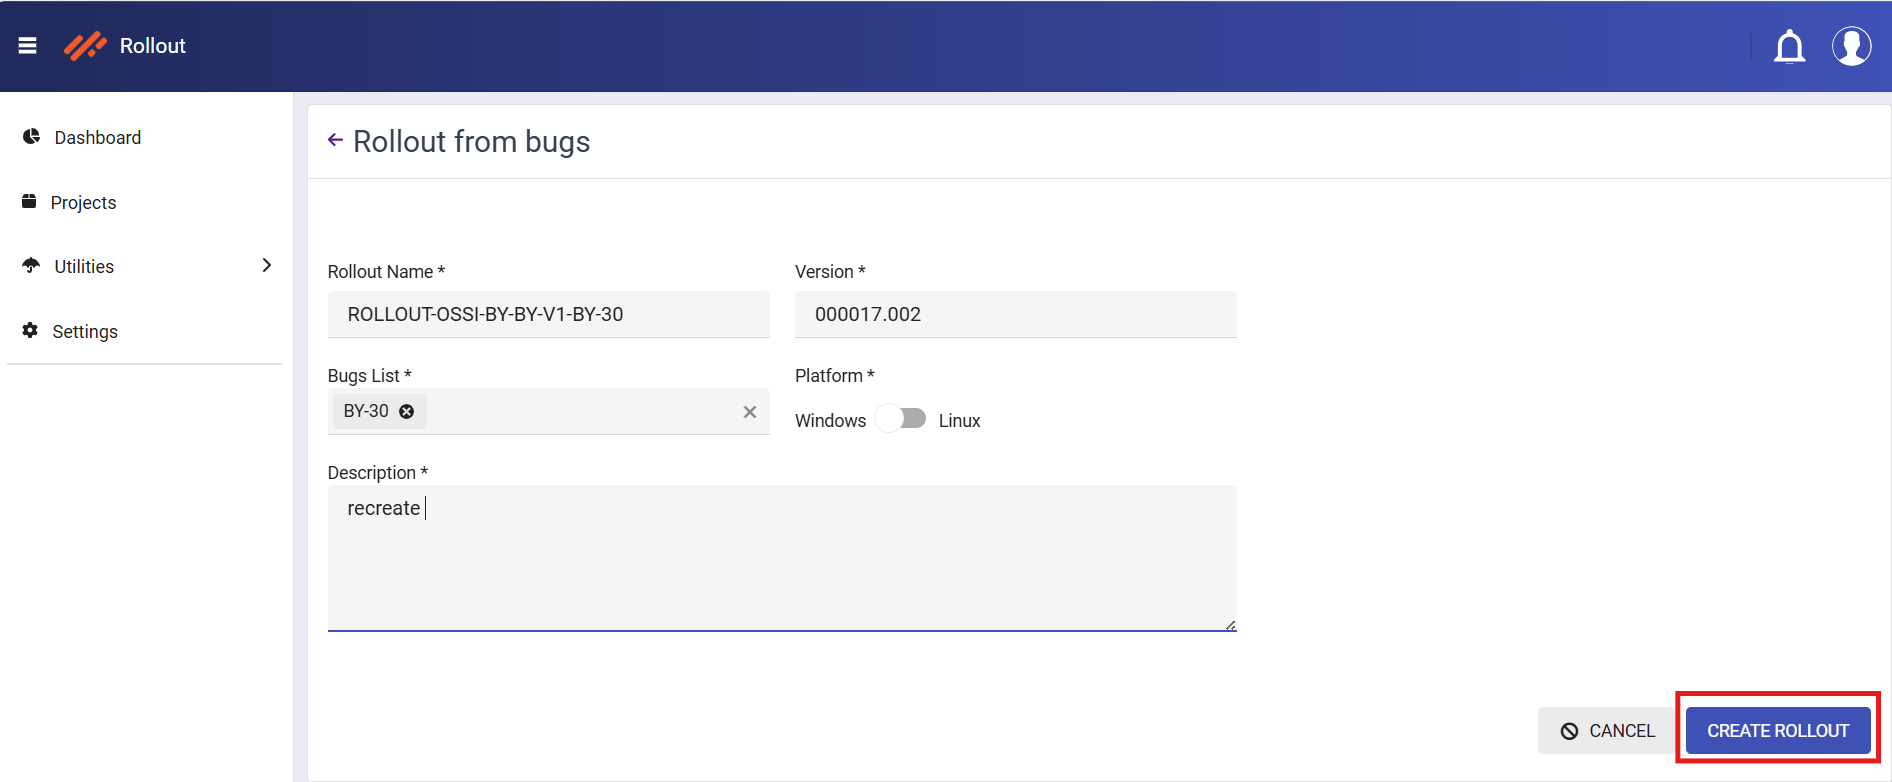 Rollout
Dashboard
Projects
Utilities
Settings
Rollout from bugs
Rollout Name *
Version *
ROLLOUT-OSSI-BY-BY-V1-BY-30
000017.002
Bugs List *
Platform *
BY-30
Windows
Linux
Description *
recreate
CANCEL
CREATE ROLLOUT